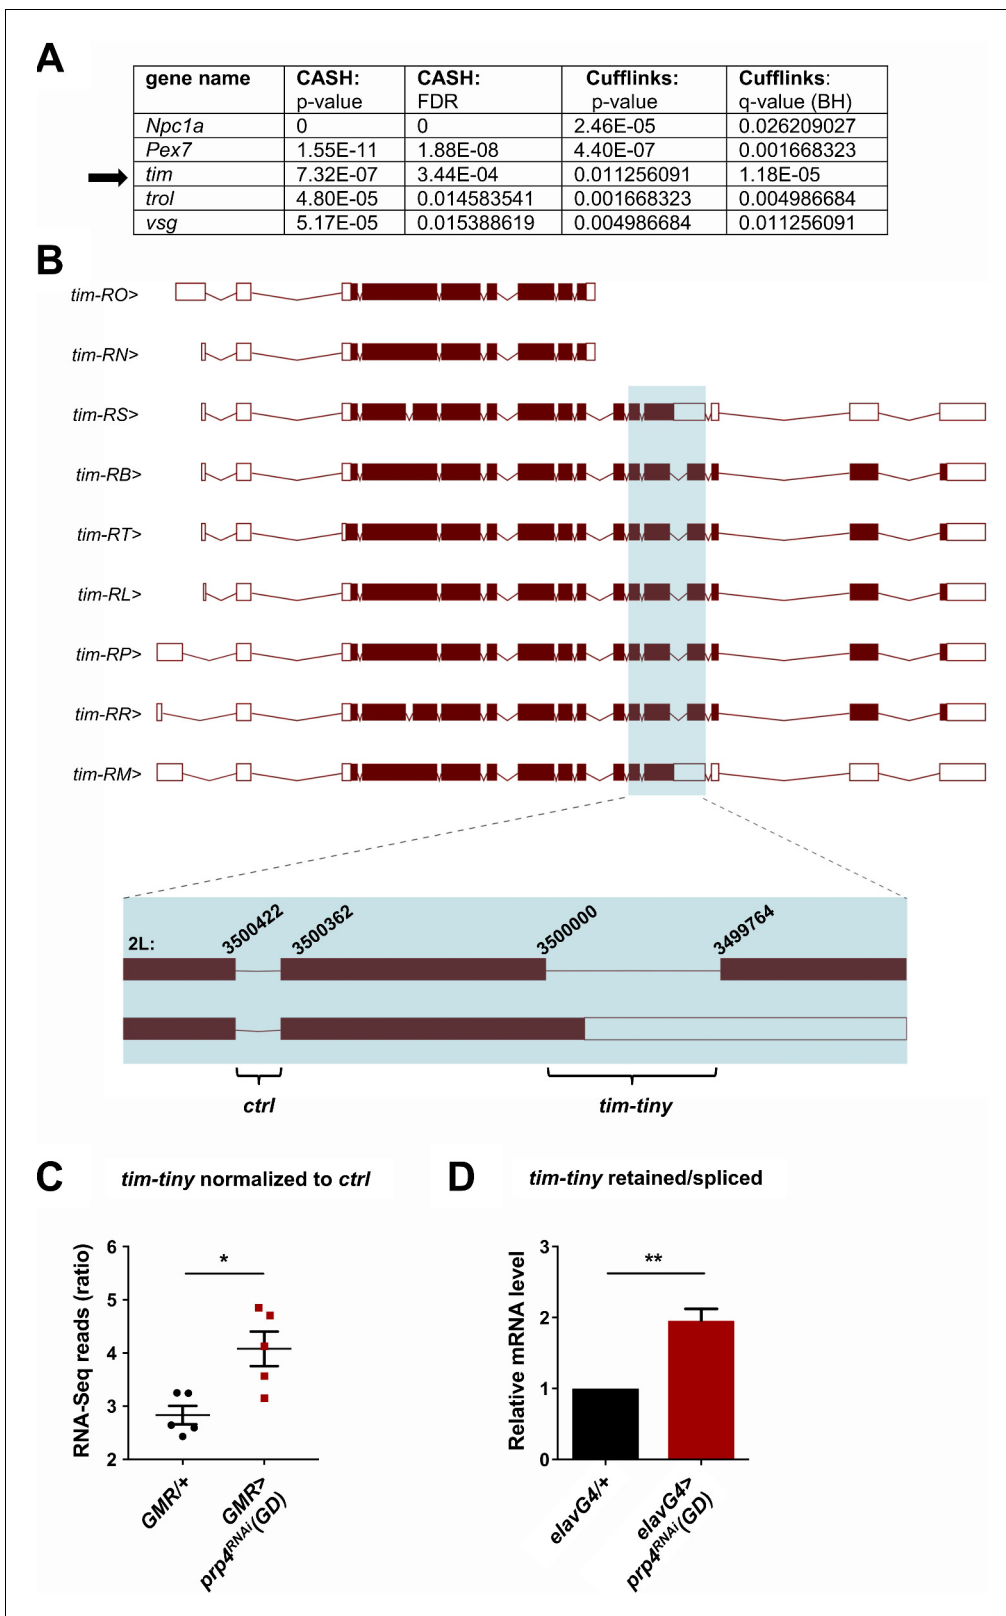 A
gene name CASH: CASH: Cufflinks: Cufflinks:
p-value FDR p-value q-value (BH)
Npc1a 0 0 2.46E-05 0.026209027
Pex7 1.55E-11 1.88E-08 4.40E-07 0.001668323
tim 7.32E-07 3.44E-04 0.011256091 1.18E-05
trol 4.80E-05 0.014583541 0.001668323 0.004986684
vsg 5.17E-05 0.015388619 0.004986684 0.011256091
B
tim-RO>
tim-RN>
tim-RS>
tim-RB>
tim-RT>
tim-RL>
tim-RP>
tim-RR>
tim-RM>
2L: 3500422 3500362 3500000 3499764
ctrl tim-tiny
C tim-tiny normalized to ctrl
RNA-Seq reads (ratio)
6
5
4
3
2
*
GMR/+
GMR>
prp4RNAi(GD)
D tim-tiny retained/spliced
Relative mRNA level
3
2
1
0
**
elavG4/+
elavG4>
prp4RNAi(GD)